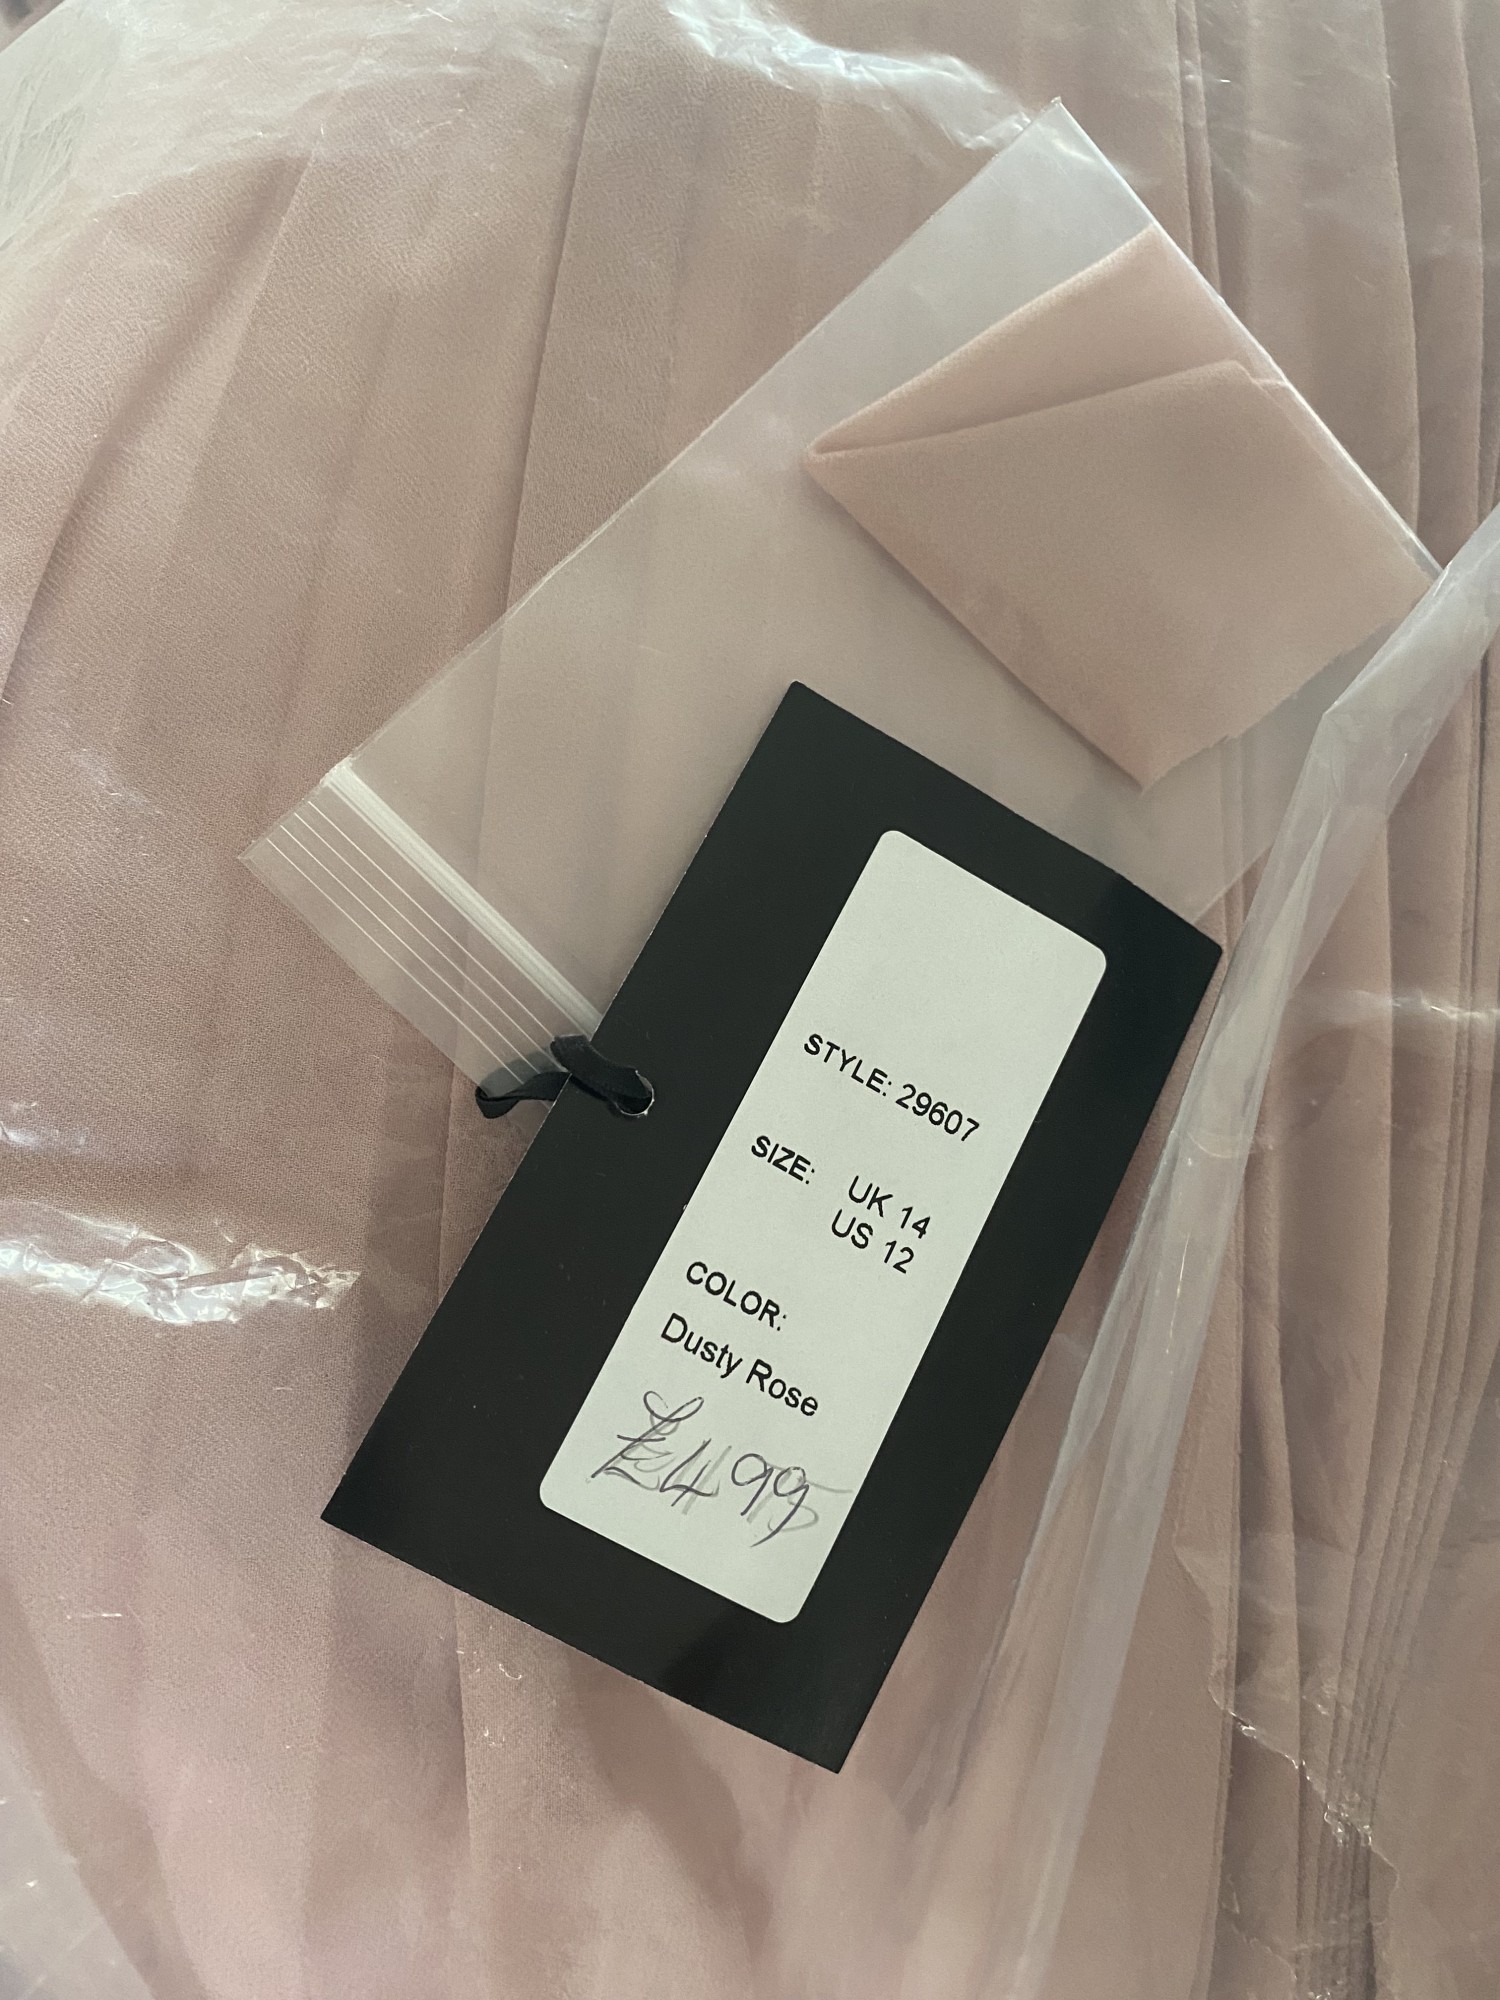 STYLE: 29607
SIZE: UK 14
US 12
COLOR:
Dusty Rose
£499